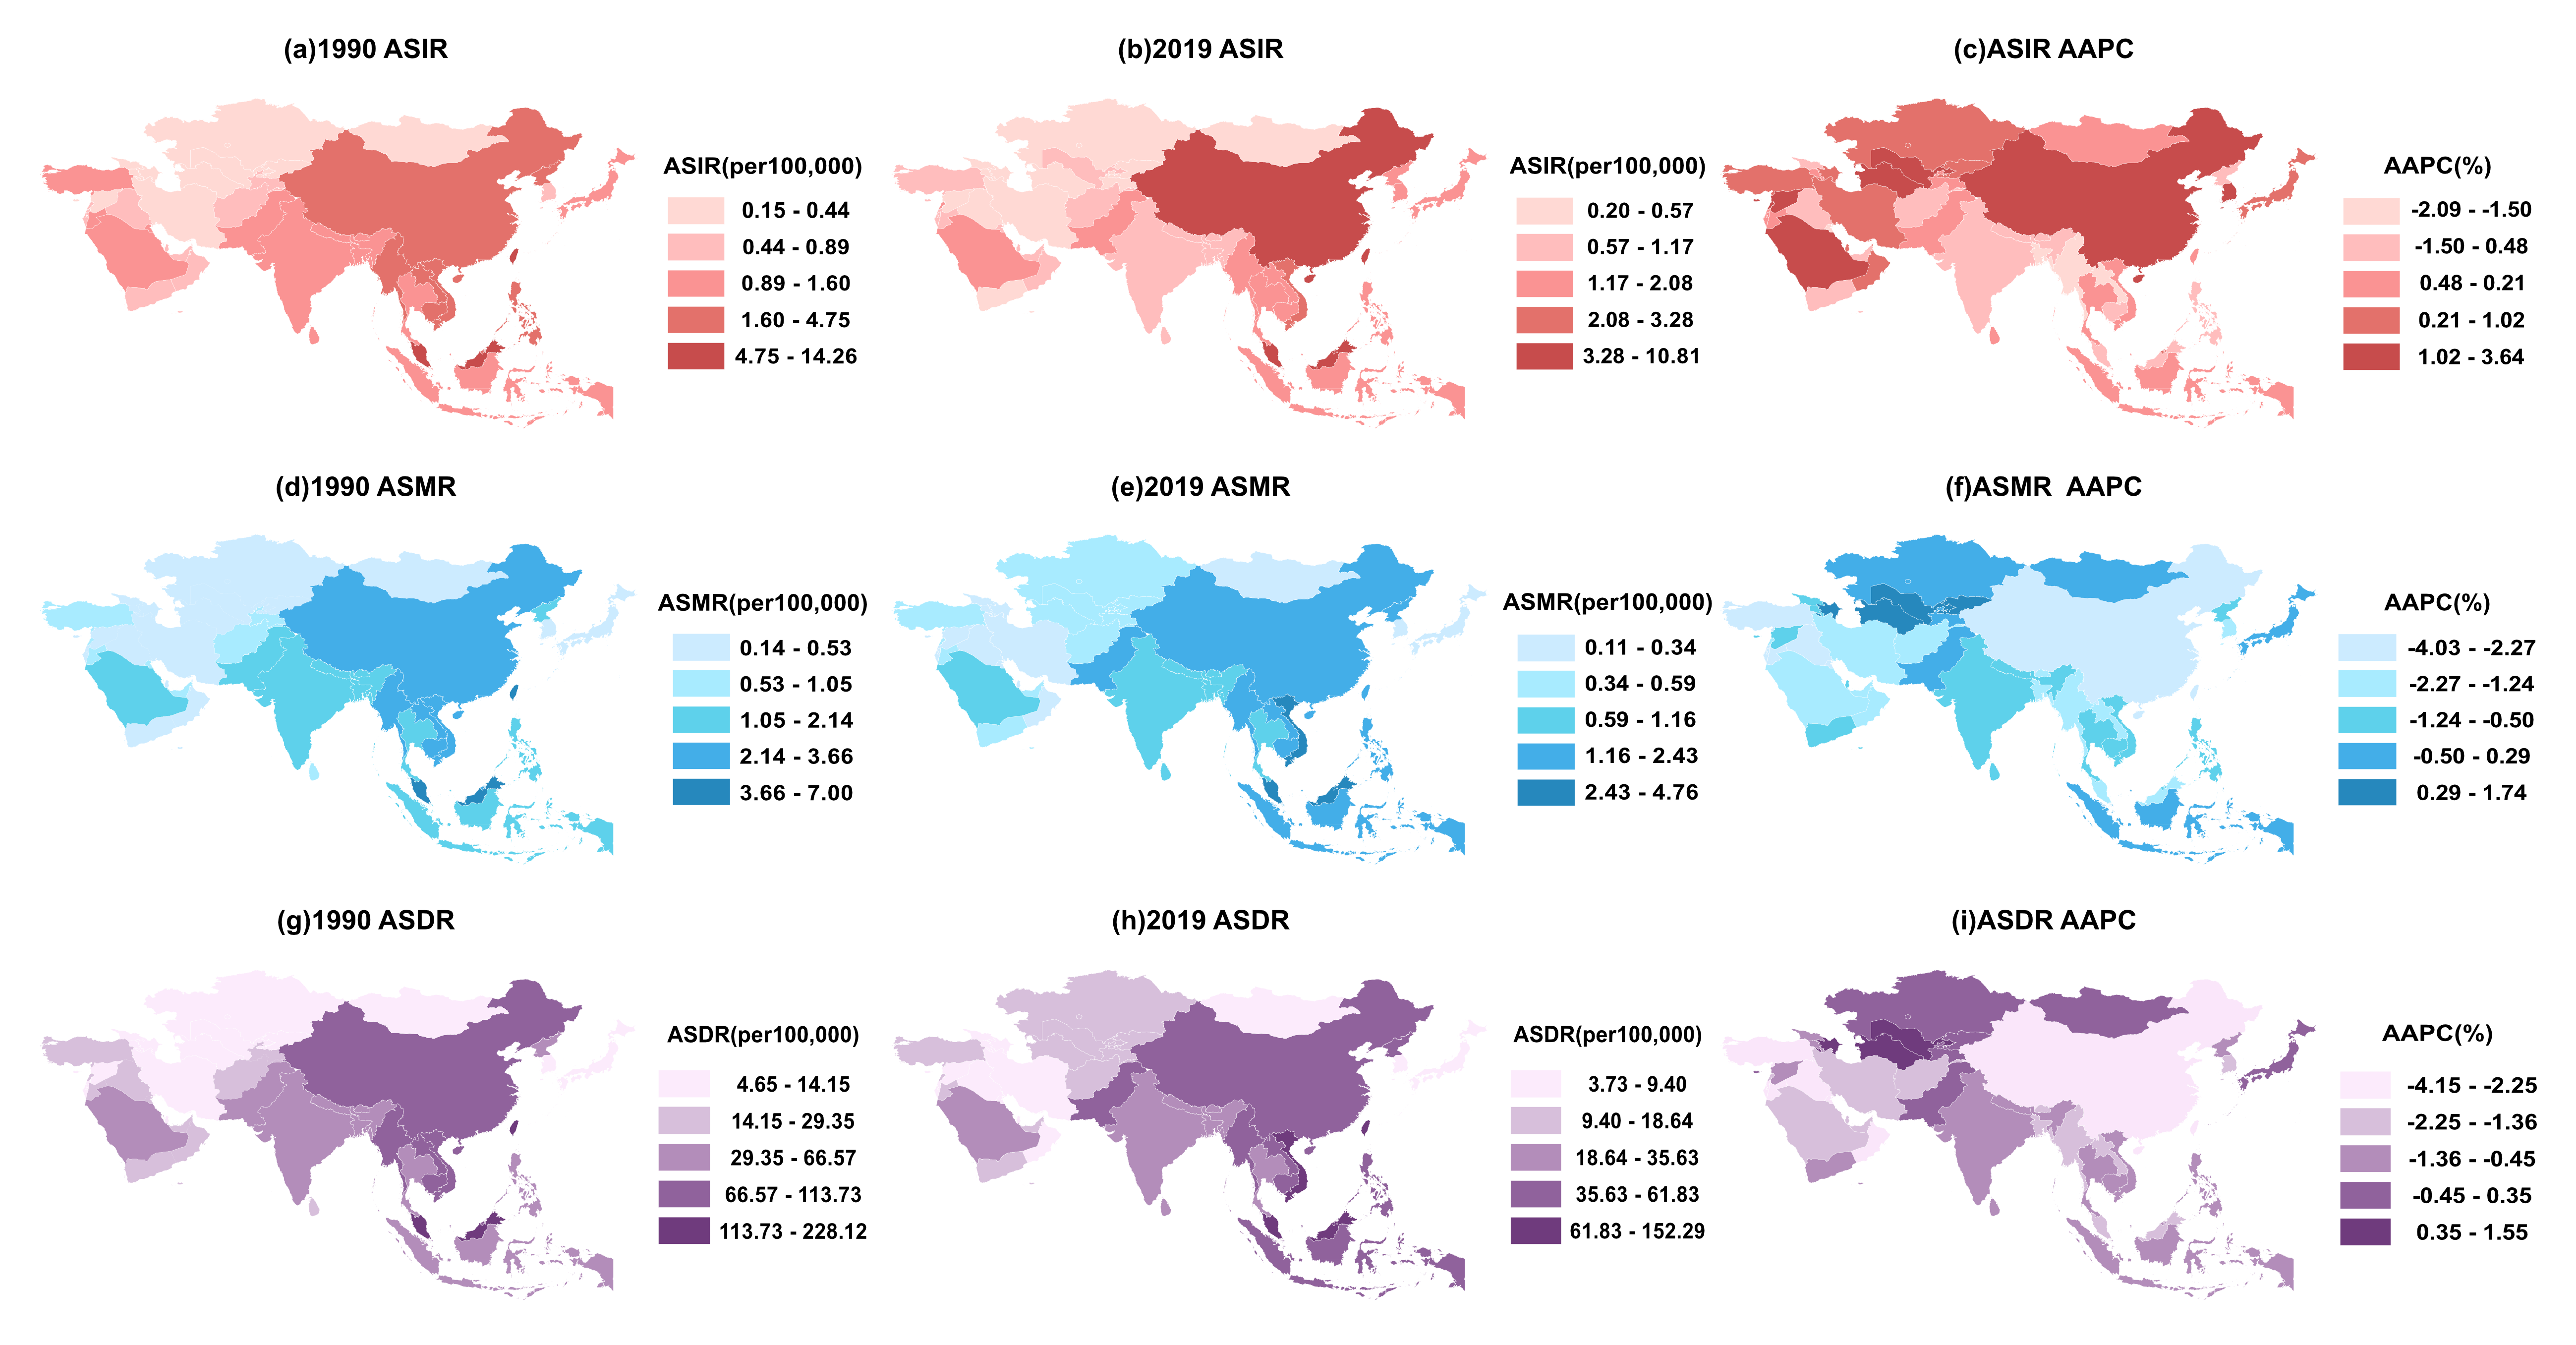 (a)1990 ASIR
ASIR(per100,000)
0.15 - 0.44
0.44 - 0.89
0.89 - 1.60
1.60 - 4.75
4.75 - 14.26
(b)2019 ASIR
ASIR(per100,000)
0.20 - 0.57
0.57 - 1.17
1.17 - 2.08
2.08 - 3.28
3.28 - 10.81
(c)ASIR AAPC
AAPC(%)
-2.09 - -1.50
-1.50 - 0.48
0.48 - 0.21
0.21 - 1.02
1.02 - 3.64
(d)1990 ASMR
ASMR(per100,000)
0.14 - 0.53
0.53 - 1.05
1.05 - 2.14
2.14 - 3.66
3.66 - 7.00
(e)2019 ASMR
ASMR(per100,000)
0.11 - 0.34
0.34 - 0.59
0.59 - 1.16
1.16 - 2.43
2.43 - 4.76
(f)ASMR  AAPC
AAPC(%)
-4.03 - -2.27
-2.27 - -1.24
-1.24 - -0.50
-0.50 - 0.29
0.29 - 1.74
(g)1990 ASDR
ASDR(per100,000)
4.65 - 14.15
14.15 - 29.35
29.35 - 66.57
66.57 - 113.73
113.73 - 228.12
(h)2019 ASDR
ASDR(per100,000)
3.73 - 9.40
9.40 - 18.64
18.64 - 35.63
35.63 - 61.83
61.83 - 152.29
(i)ASDR AAPC
AAPC(%)
-4.15 - -2.25
-2.25 - -1.36
-1.36 - -0.45
-0.45 - 0.35
0.35 - 1.55